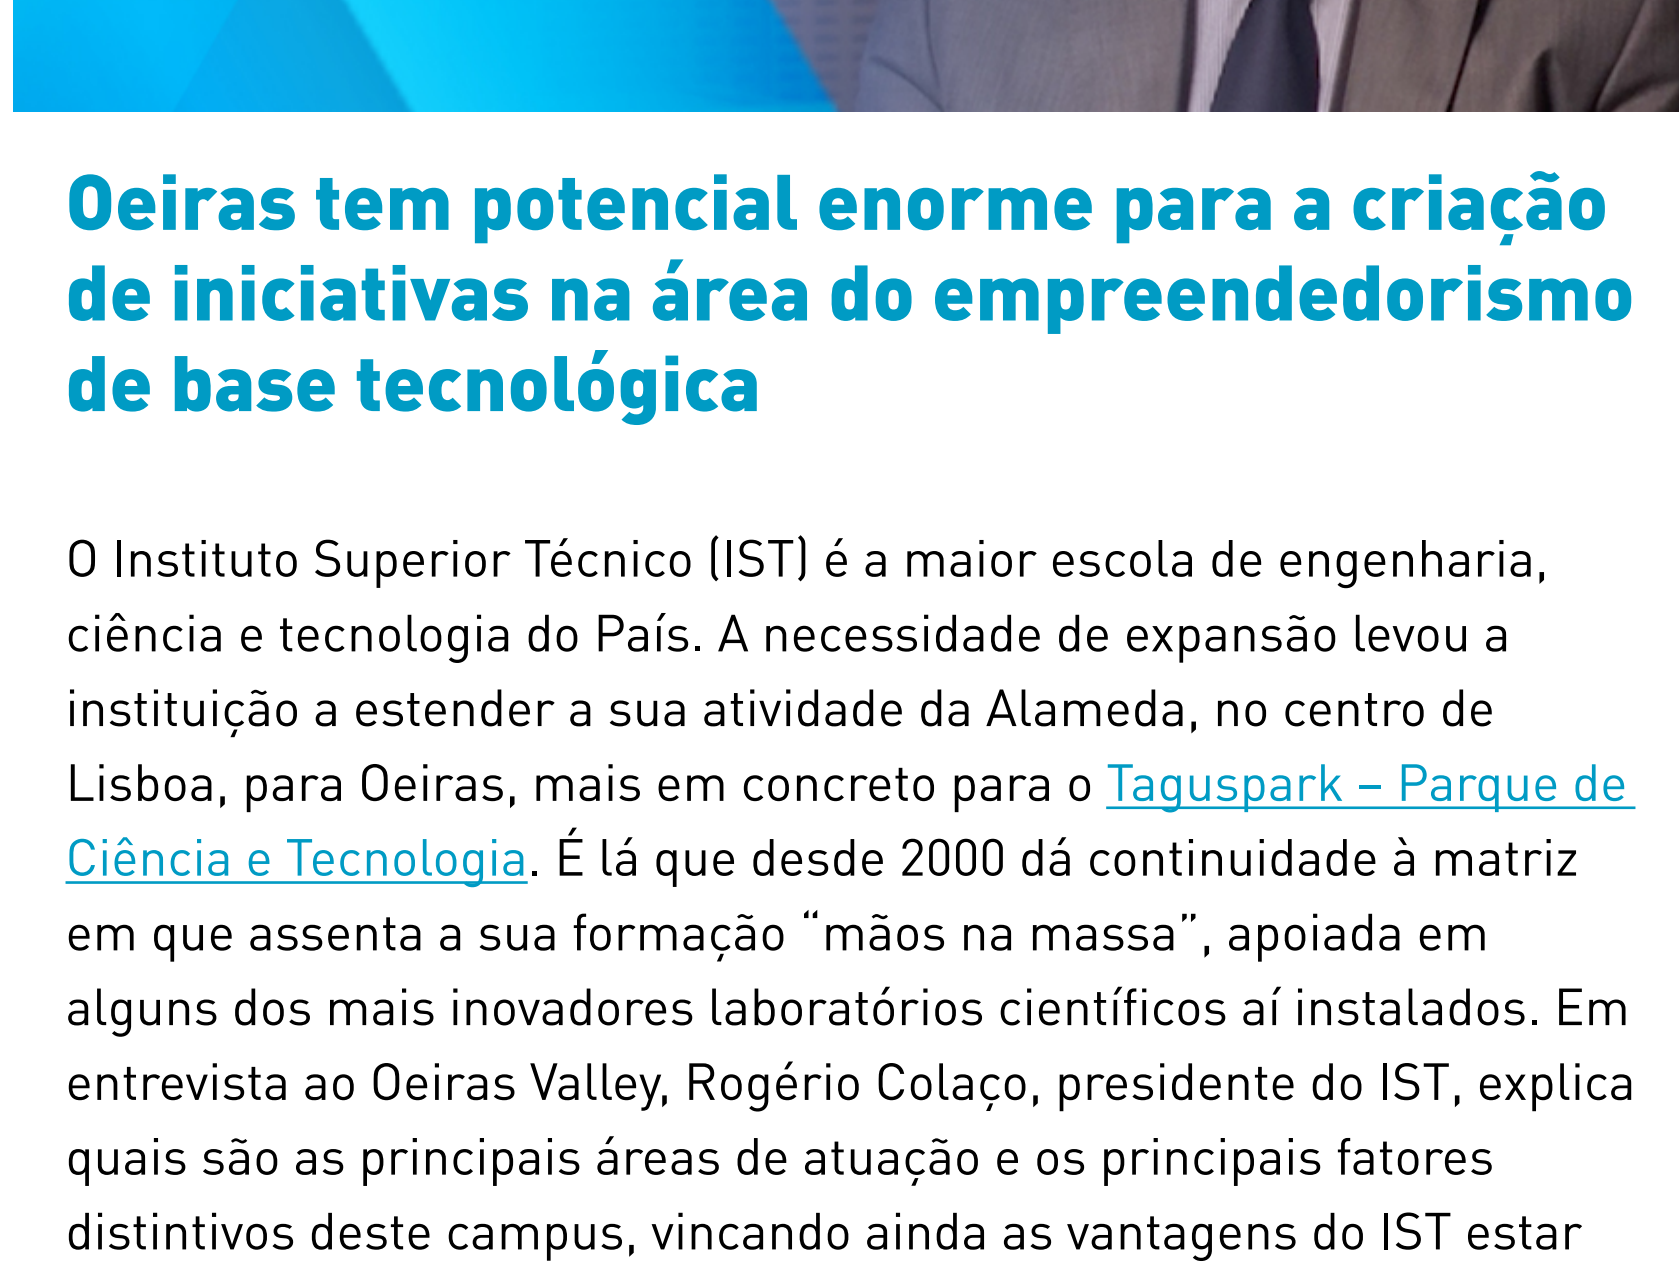 Oeiras tem potencial enorme para a criação
de iniciativas na área do empreendedorismo
de base tecnológica
O Instituto Superior Técnico (IST) é a maior escola de engenharia,
ciência e tecnologia do País. A necessidade de expansão levou a
instituição a estender a sua atividade da Alameda, no centro de
Lisboa, para Oeiras, mais em concreto para o Taguspark – Parque de
Ciência e Tecnologia. É lá que desde 2000 dá continuidade à matriz
em que assenta a sua formação “mãos na massa”, apoiada em
alguns dos mais inovadores laboratórios científicos aí instalados. Em
entrevista ao Oeiras Valley, Rogério Colaço, presidente do IST, explica
quais são as principais áreas de atuação e os principais fatores
distintivos deste campus, vincando ainda as vantagens do IST estar